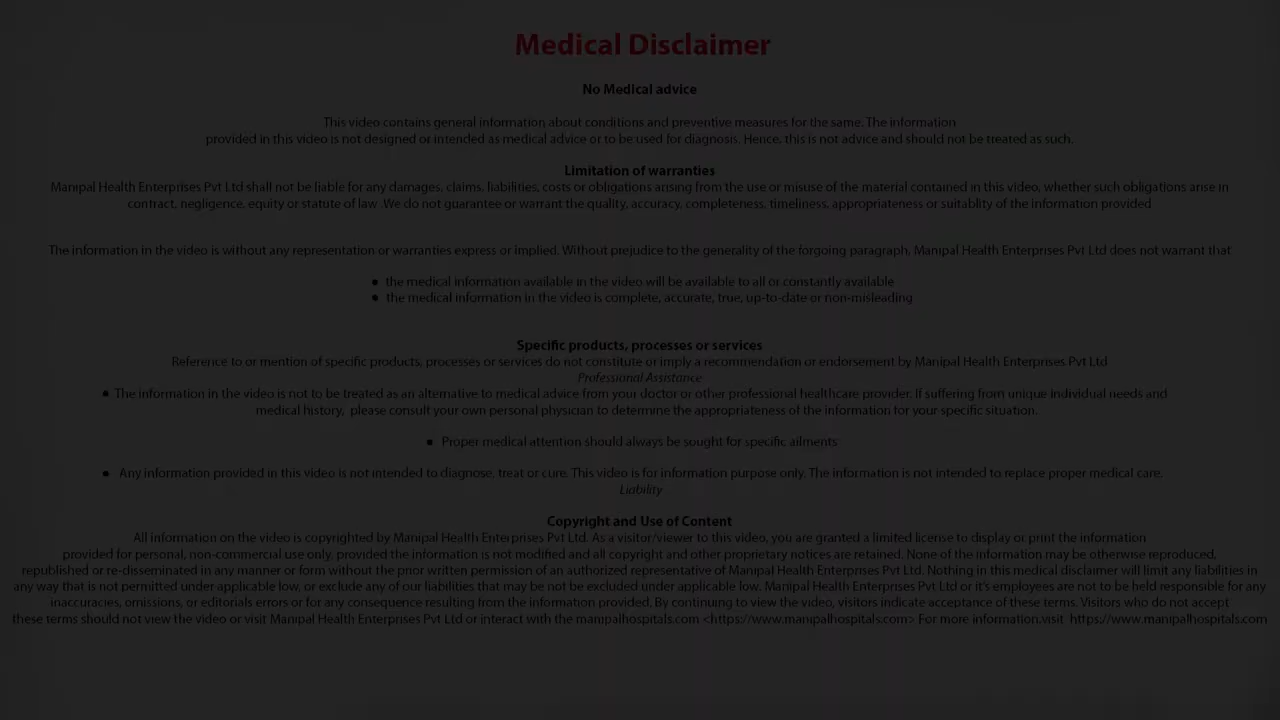 Medical Disclaimer
No Medical advice
This video contains general information about conditions and preventive measures for the same. The information
provided in this video is not designed or intended as medical advice or to be used for diagnosis. Hence, this is not advice and should not be treated as such.
Limitation of warranties
Manipal Health Enterprises Pvt Ltd shall not be liable for any damages, claims, liabilities, costs or obligations arising from the use or misuse of the material contained in this video, whether such obligations arise in
contract, negligence, equity or statute of law .We do not guarantee or warrant the quality, accuracy, completeness, timeliness, appropriateness or suitablity of the information provided
The information in the video is without any representation or warranties express or implied. Without prejudice to the generality of the forgoing paragraph, Manipal Health Enterprises Pvt Ltd does not warrant that
● the medical information available in the video will be available to all or constantly available
● the medical information in the video is complete, accurate, true, up-to-date or non-misleading
Specific products, processes or services
Reference to or mention of specific products, processes or services do not constitute or imply a recommendation or endorsement by Manipal Health Enterprises Pvt Ltd
Professional Assistance
● The information in the video is not to be treated as an alternative to medical advice from your doctor or other professional healthcare provider. If suffering from unique individual needs and
medical history, please consult your own personal physician to determine the appropriateness of the information for your specific situation.
● Proper medical attention should always be sought for specific ailments
● Any information provided in this video is not intended to diagnose, treat or cure. This video is for information purpose only. The information is not intended to replace proper medical care.
Liability
Copyright and Use of Content
All information on the video is copyrighted by Manipal Health Enterprises Pvt Ltd. As a visitor/viewer to this video, you are granted a limited license to display or print the information
provided for personal, non-commercial use only, provided the information is not modified and all copyright and other proprietary notices are retained. None of the information may be otherwise reproduced,
republished or re-disseminated in any manner or form without the prior written permission of an authorized representative of Manipal Health Enterprises Pvt Ltd. Nothing in this medical disclaimer will limit any liabilities in
any way that is not permitted under applicable low, or exclude any of our liabilities that may be not be excluded under applicable low. Manipal Health Enterprises Pvt Ltd or it's employees are not to be held responsible for any
inaccuracies, omissions, or editorials errors or for any consequence resulting from the information provided. By continuing to view the video, visitors indicate acceptance of these terms. Visitors who do not accept
these terms should not view the video or visit Manipal Health Enterprises Pvt Ltd or interact with the manipalhospitals.com <https://www.manipalhospitals.com> For more information.visit https://www.manipalhospitals.com